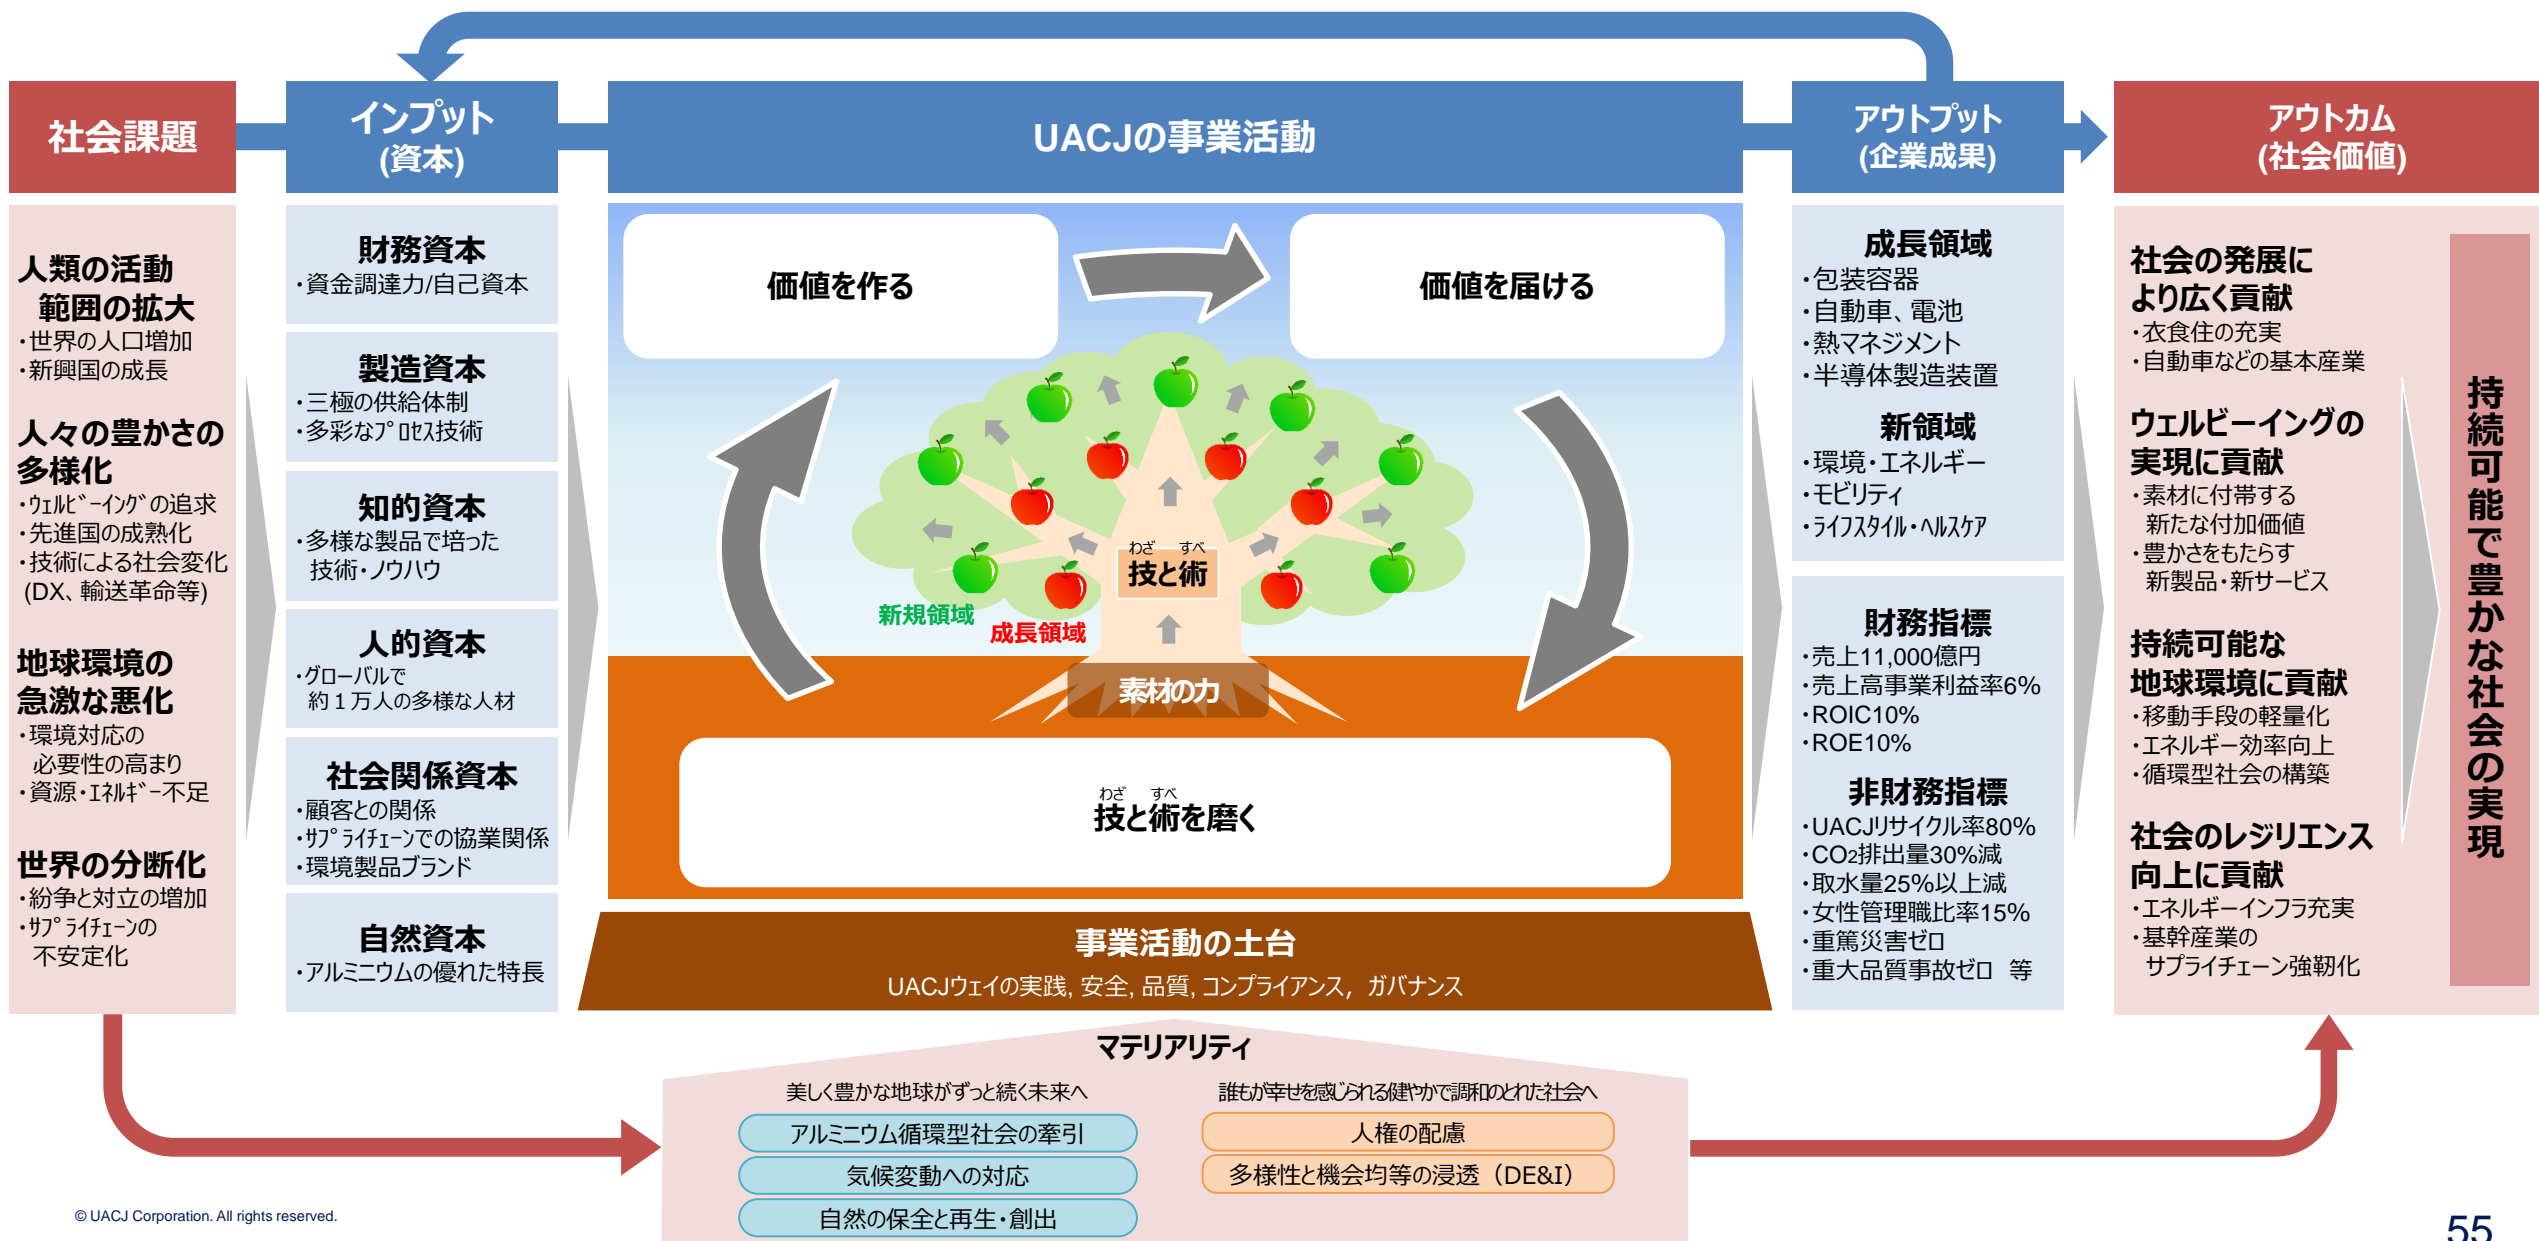 社会課題
人類の活動
範囲の拡大
・世界の人口増加
・新興国の成長
人々の豊かさの
多様化
・ｳｪﾙﾋﾞｰｲﾝｸﾞの追求
・先進国の成熟化
・技術による社会変化
(DX、輸送革命等)
地球環境の
急激な悪化
・環境対応の
必要性の高まり
・資源・ｴﾈﾙｷﾞｰ不足
世界の分断化
・紛争と対立の増加
・ｻﾌﾟﾗｲﾁｪｰﾝの
不安定化
インプット
(資本)
財務資本
・資金調達力/自己資本
製造資本
・三極の供給体制
・多彩なﾌﾟﾛｾｽ技術
知的資本
・多様な製品で培った
技術・ノウハウ
人的資本
・グローバルで
約１万人の多様な人材
社会関係資本
・顧客との関係
・ｻﾌﾟﾗｲﾁｪｰﾝでの協業関係
・環境製品ブランド
自然資本
・アルミニウムの優れた特長
UACJの事業活動
価値を作る
価値を届ける
わざ すべ
技と術
新規領域
成長領域
素材の力
わざ すべ
技と術を磨く
事業活動の土台
UACJウェイの実践, 安全, 品質, コンプライアンス, ガバナンス
アウトプット
(企業成果)
成長領域
・包装容器
・自動車、電池
・熱マネジメント
・半導体製造装置
新領域
・環境・エネルギー
・モビリティ
・ライフスタイル・ヘルスケア
財務指標
・売上11,000億円
・売上高事業利益率6%
・ROIC10%
・ROE10%
非財務指標
・UACJリサイクル率80%
・CO₂排出量30%減
・取水量25%以上減
・女性管理職比率15%
・重篤災害ゼロ
・重大品質事故ゼロ 等
アウトカム
(社会価値)
社会の発展に
より広く貢献
・衣食住の充実
・自動車などの基本産業
ウェルビーイングの
実現に貢献
・素材に付帯する
新たな付加価値
・豊かさをもたらす
新製品・新サービス
持続可能な
地球環境に貢献
・移動手段の軽量化
・エネルギー効率向上
・循環型社会の構築
社会のレジリエンス
向上に貢献
・エネルギーインフラ充実
・基幹産業の
サプライチェーン強靭化
持続可能で豊かな社会の実現
マテリアリティ
美しく豊かな地球がずっと続く未来へ
アルミニウム循環型社会の牽引
気候変動への対応
自然の保全と再生・創出
誰もが幸せを感じられる健やかで調和のとれた社会へ
人権の配慮
多様性と機会均等の浸透（DE&I）
© UACJ Corporation. All rights reserved.
55